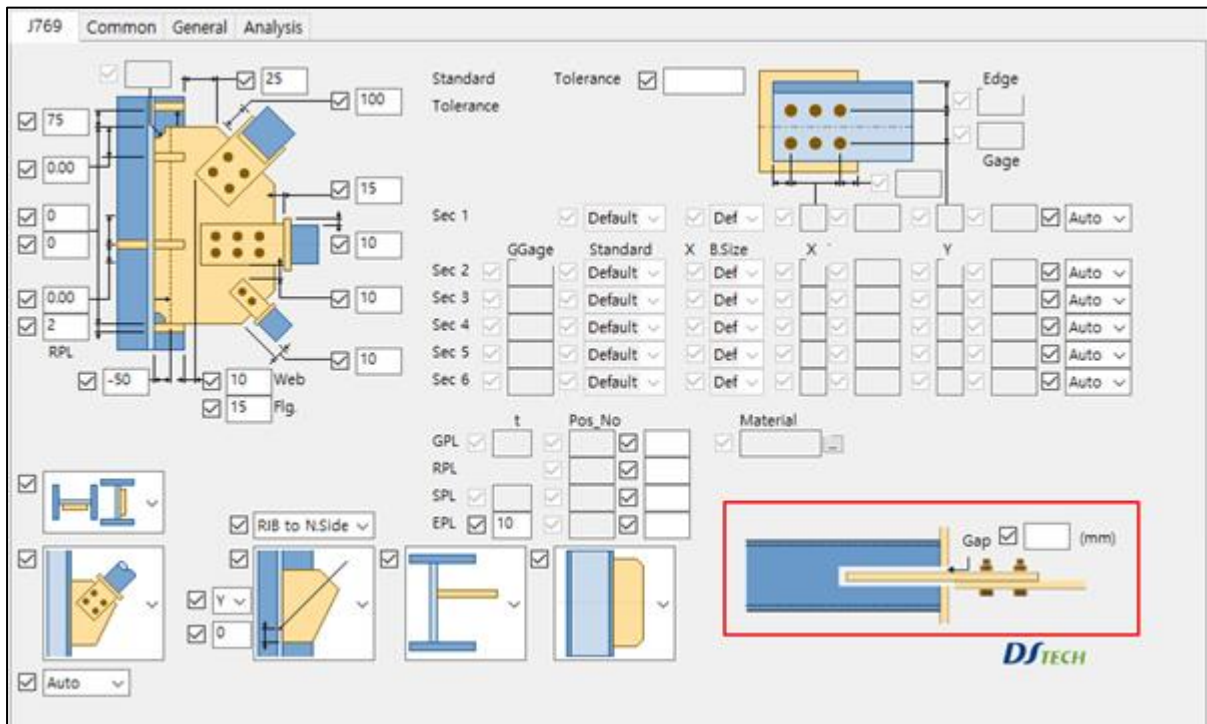 J769 Common General Analysis
25
Standard Tolerance
Edge
75
100
Tolerance
0.00
Gage
15
0
Sec 1 Default Def Auto
0
10
GGage Standard X B.Size X Y
Sec 2 Default Def Auto
0.00
10
Sec 3 Default Def Auto
2
Sec 4 Default Def Auto
RPL
10
Sec 5 Default Def Auto
-50
10 Web
Sec 6 Default Def Auto
15 Flg.
t Pos_No Material
GPL
RPL
SPL
RIB to N.Side
EPL 10
Gap (mm)
Y
0
DSTECH
Auto